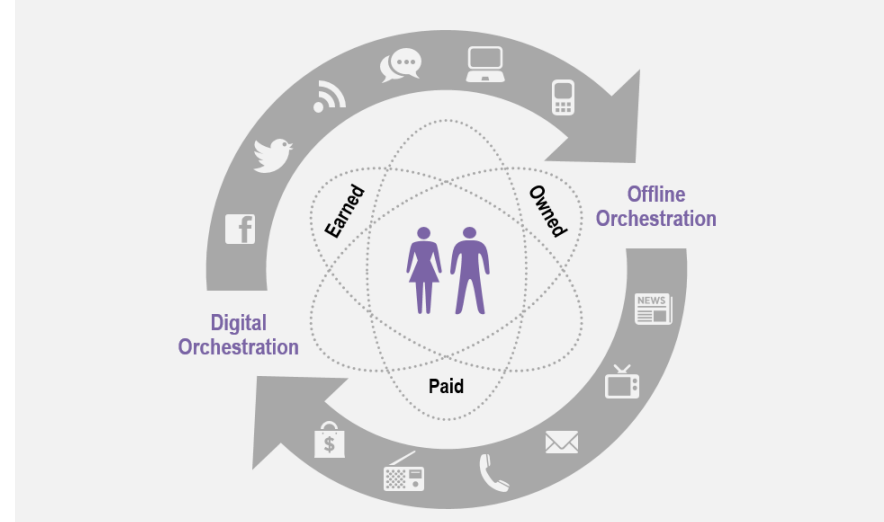 Earned
Owned
Offline
Orchestration
NEWS
Digital
Orchestration
Paid
$
f